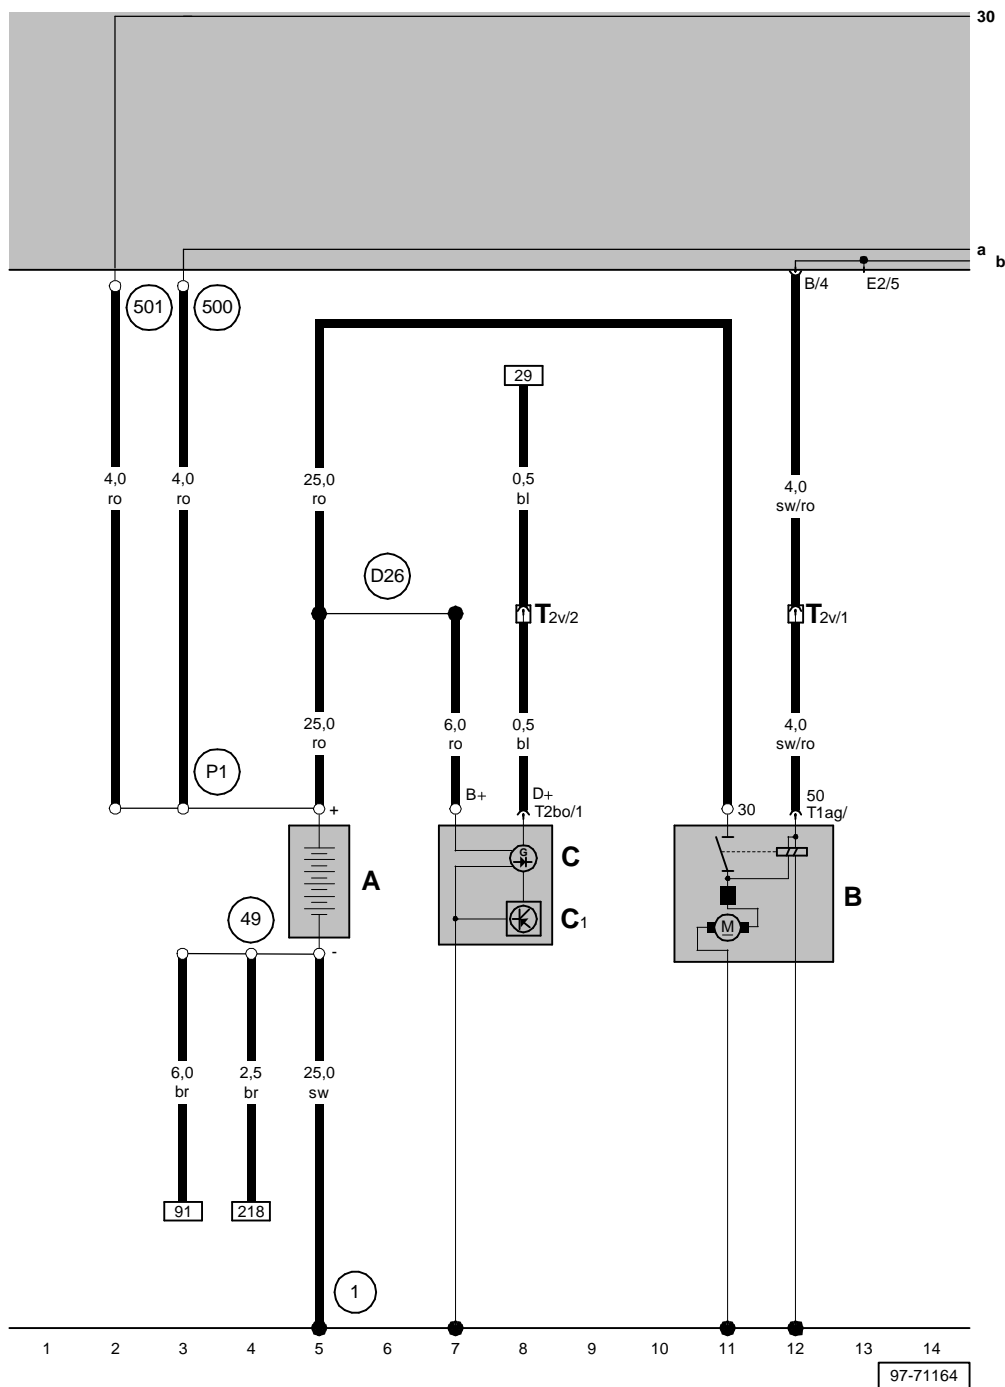 30
a
b
B/4
E2/5
501
500
29
4,0
ro
4,0
ro
25,0
ro
0,5
bl
4,0
sw/ro
D26
T2v/2
T2v/1
25,0
ro
6,0
ro
0,5
bl
4,0
sw/ro
P1
+
B+
D+
T2bo/1
30
50
T1ag/
G
C
A
B
C1
M
49
-
6,0
br
2,5
br
25,0
sw
91
218
1
1 2 3 4 5 6 7 8 9 10 11 12 13 14
97-71164